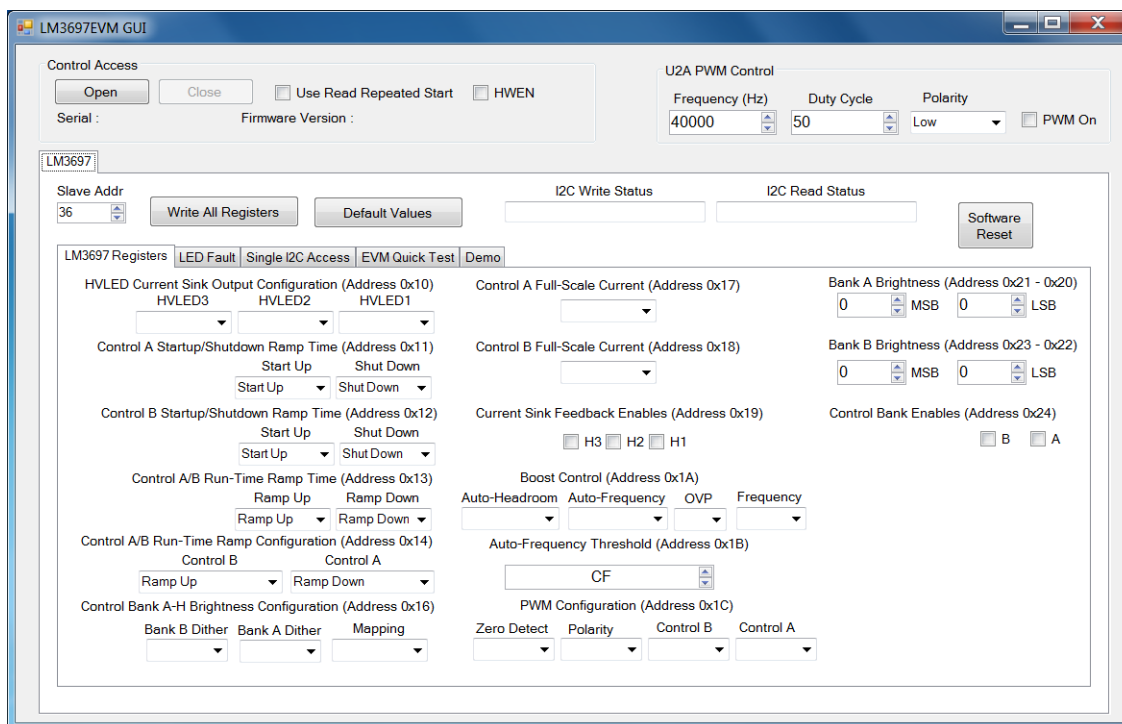 LM3697EVM GUI
Control Access
Open Close Use Read Repeated Start HWEN
Serial : Firmware Version :
U2A PWM Control
Frequency (Hz) Duty Cycle Polarity
40000 50 Low PWM On
LM3697
Slave Addr I2C Write Status I2C Read Status
36 Write All Registers Default Values Software
Reset
LM3697 Registers LED Fault Single I2C Access EVM Quick Test Demo
HVLED Current Sink Output Configuration (Address 0x10)
HVLED3 HVLED2 HVLED1
Control A Startup/Shutdown Ramp Time (Address 0x11)
Start Up Shut Down
Start Up Shut Down
Control B Startup/Shutdown Ramp Time (Address 0x12)
Start Up Shut Down
Start Up Shut Down
Control A/B Run-Time Ramp Time (Address 0x13)
Ramp Up Ramp Down
Ramp Up Ramp Down
Control A/B Run-Time Ramp Configuration (Address 0x14)
Control B Control A
Ramp Up Ramp Down
Control Bank A-H Brightness Configuration (Address 0x16)
Bank B Dither Bank A Dither Mapping
Control A Full-Scale Current (Address 0x17)
Control B Full-Scale Current (Address 0x18)
Current Sink Feedback Enables (Address 0x19)
H3 H2 H1
Boost Control (Address 0x1A)
Auto-Headroom Auto-Frequency OVP Frequency
Auto-Frequency Threshold (Address 0x1B)
CF
PWM Configuration (Address 0x1C)
Zero Detect Polarity Control B Control A
Bank A Brightness (Address 0x21 - 0x20)
0 MSB 0 LSB
Bank B Brightness (Address 0x23 - 0x22)
0 MSB 0 LSB
Control Bank Enables (Address 0x24)
B A